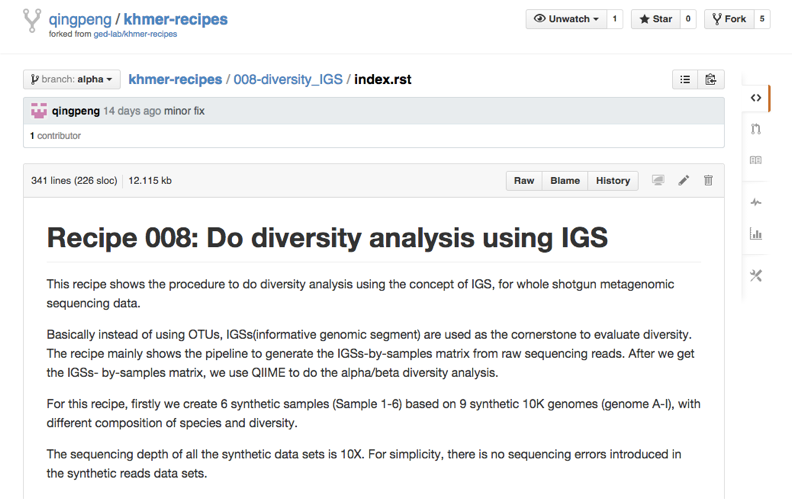 qingpeng / khmer-recipes
forked from ged-lab/khmer-recipes
Unwatch 1 Star 0 Fork 5
branch: alpha khmer-recipes / 008-diversity_IGS / index.rst
qingpeng 14 days ago minor fix
1 contributor
341 lines (226 sloc) 12.115 kb Raw Blame History
Recipe 008: Do diversity analysis using IGS
This recipe shows the procedure to do diversity analysis using the concept of IGS, for whole shotgun metagenomic
sequencing data.
Basically instead of using OTUs, IGSs(informative genomic segment) are used as the cornerstone to evaluate diversity.
The recipe mainly shows the pipeline to generate the IGSs-by-samples matrix from raw sequencing reads. After we get
the IGSs- by-samples matrix, we use QIIME to do the alpha/beta diversity analysis.
For this recipe, firstly we create 6 synthetic samples (Sample 1-6) based on 9 synthetic 10K genomes (genome A-I), with
different composition of species and diversity.
The sequencing depth of all the synthetic data sets is 10X. For simplicity, there is no sequencing errors introduced in
the synthetic reads data sets.